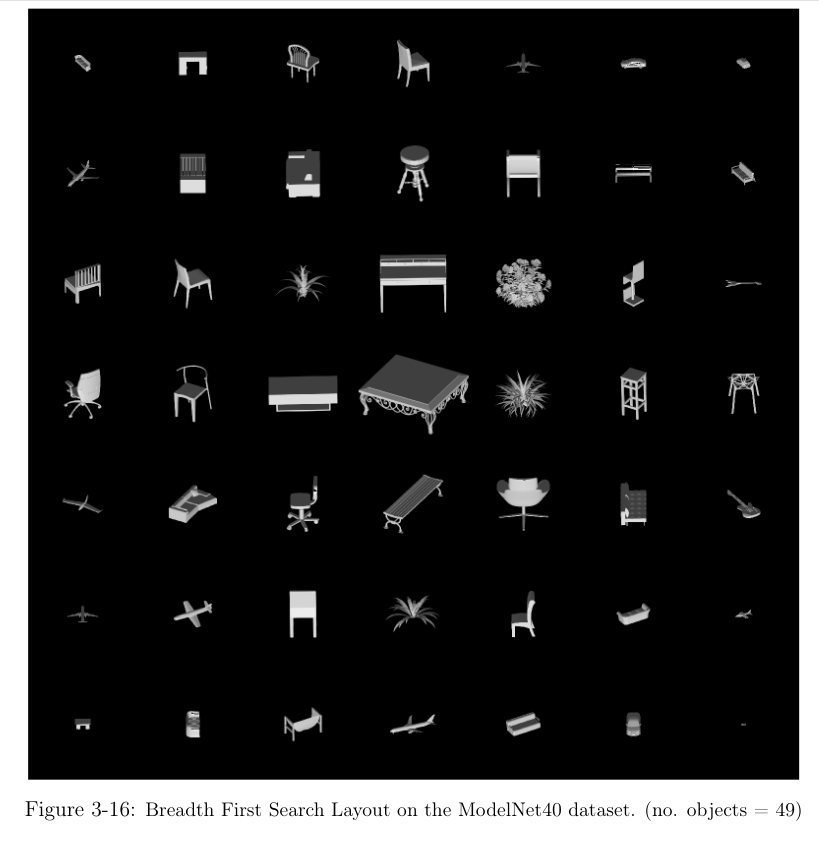 Figure 3-16: Breadth First Search Layout on the ModelNet40 dataset. (no. objects = 49)